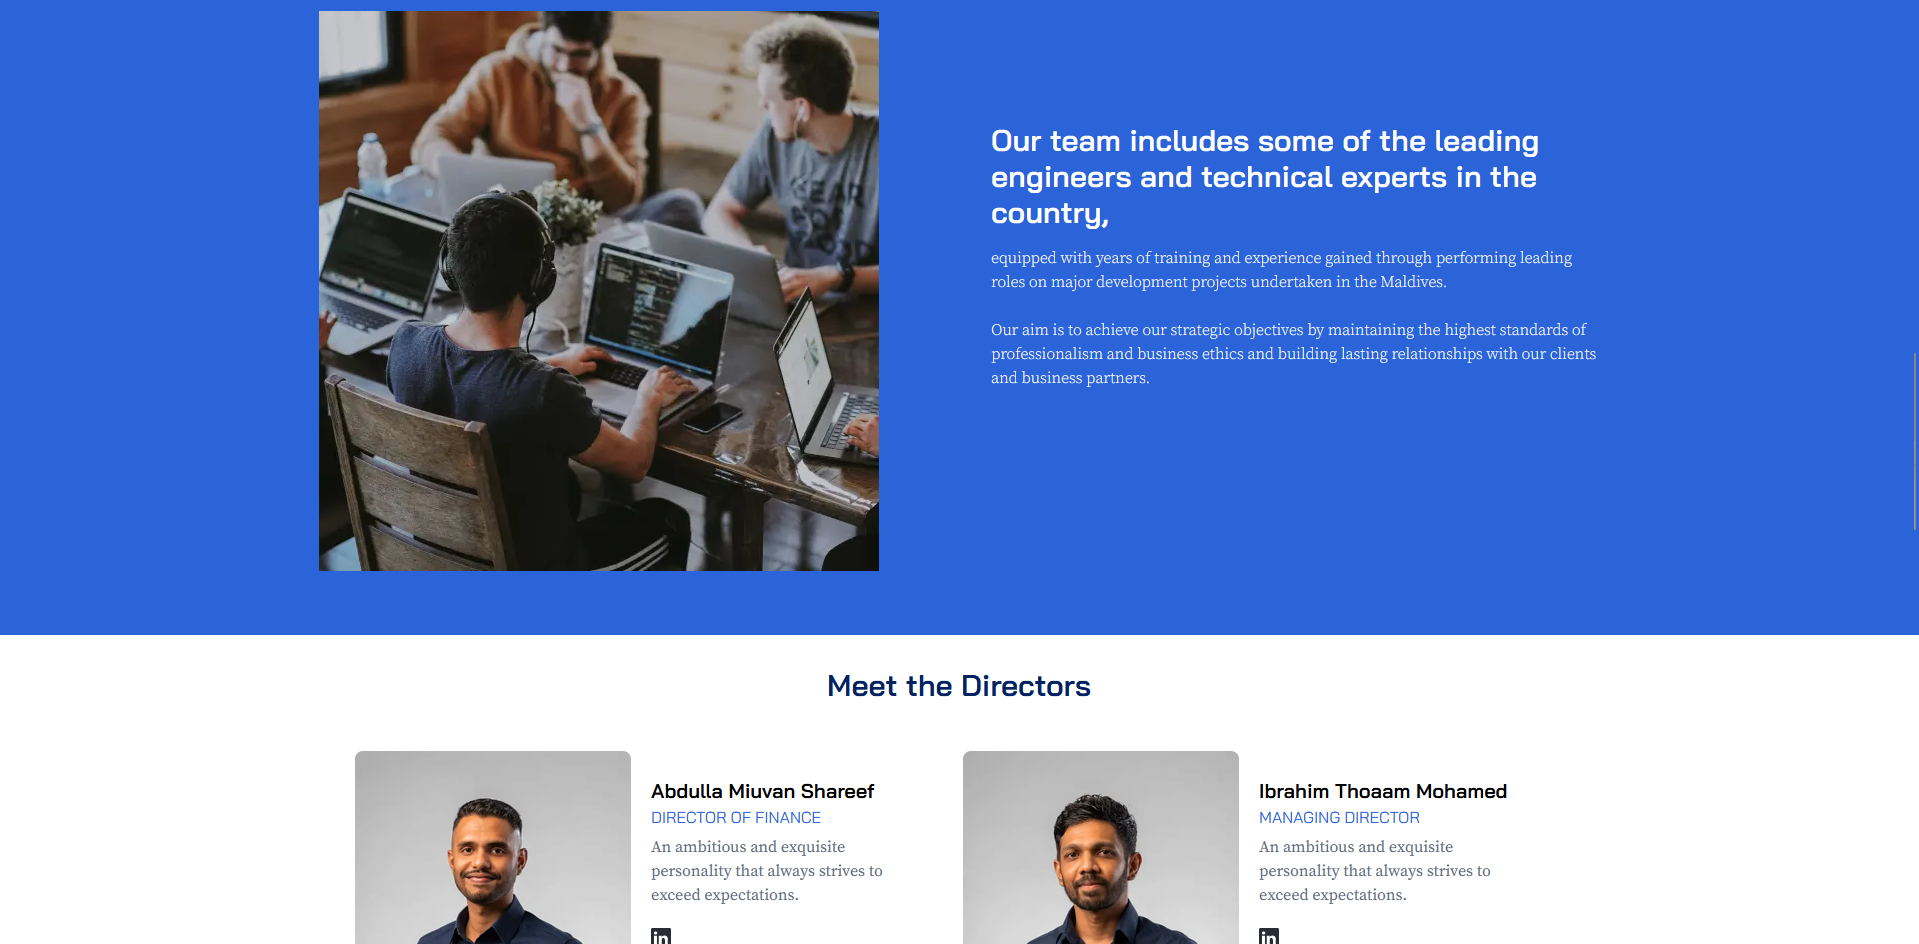 Our team includes some of the leading
engineers and technical experts in the
country,
equipped with years of training and experience gained through performing leading
roles on major development projects undertaken in the Maldives.
Our aim is to achieve our strategic objectives by maintaining the highest standards of
professionalism and business ethics and building lasting relationships with our clients
and business partners.
Meet the Directors
Abdulla Miuvan Shareef
DIRECTOR OF FINANCE
An ambitious and exquisite
personality that always strives to
exceed expectations.
in
Ibrahim Thoaam Mohamed
MANAGING DIRECTOR
An ambitious and exquisite
personality that always strives to
exceed expectations.
in